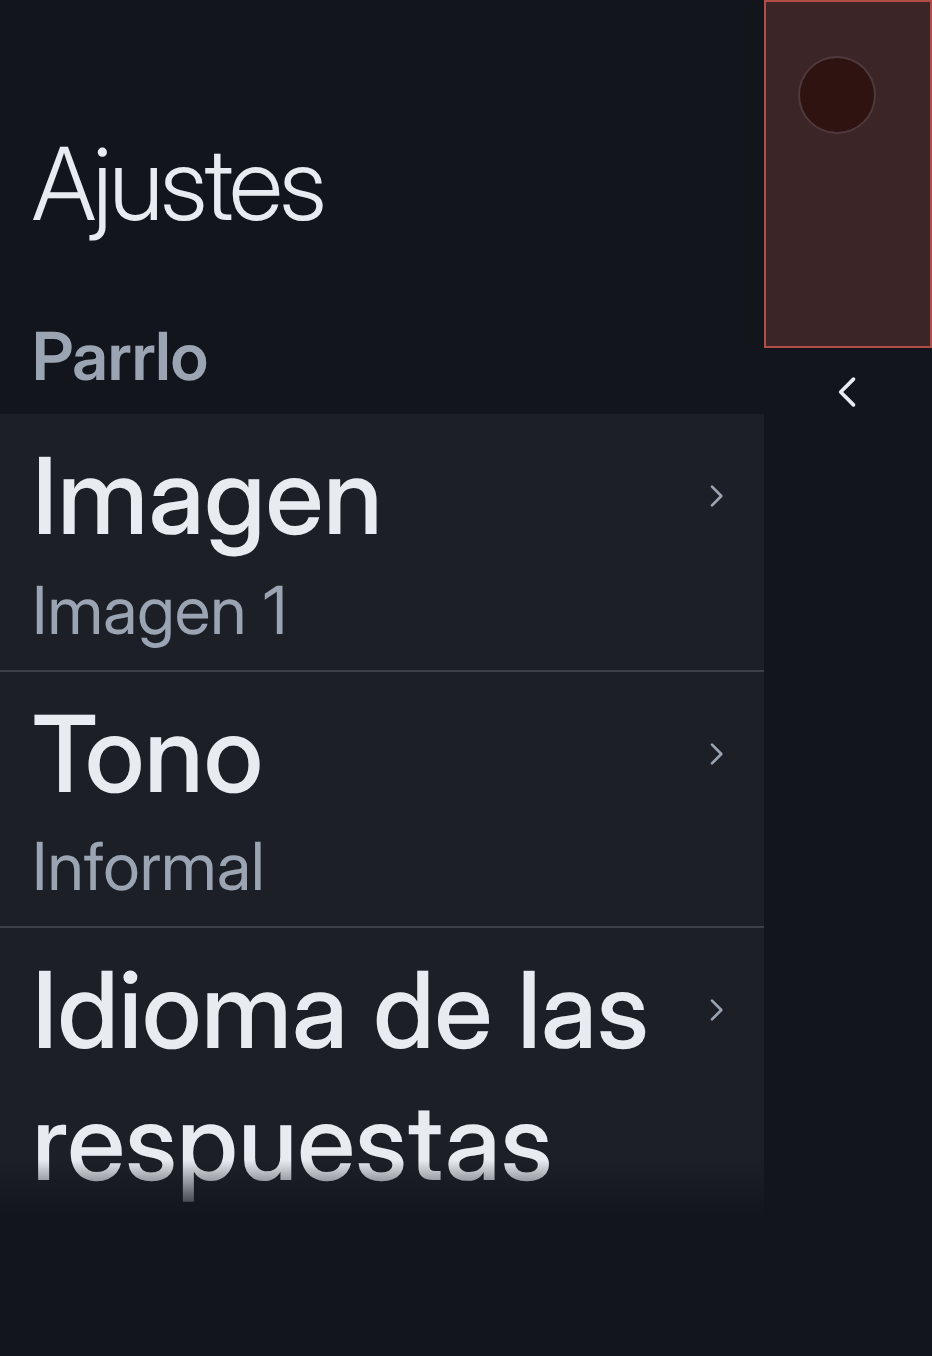 Ajustes
Parrlo
Imagen
Imagen 1
Tono
Informal
Idioma de las
respuestas